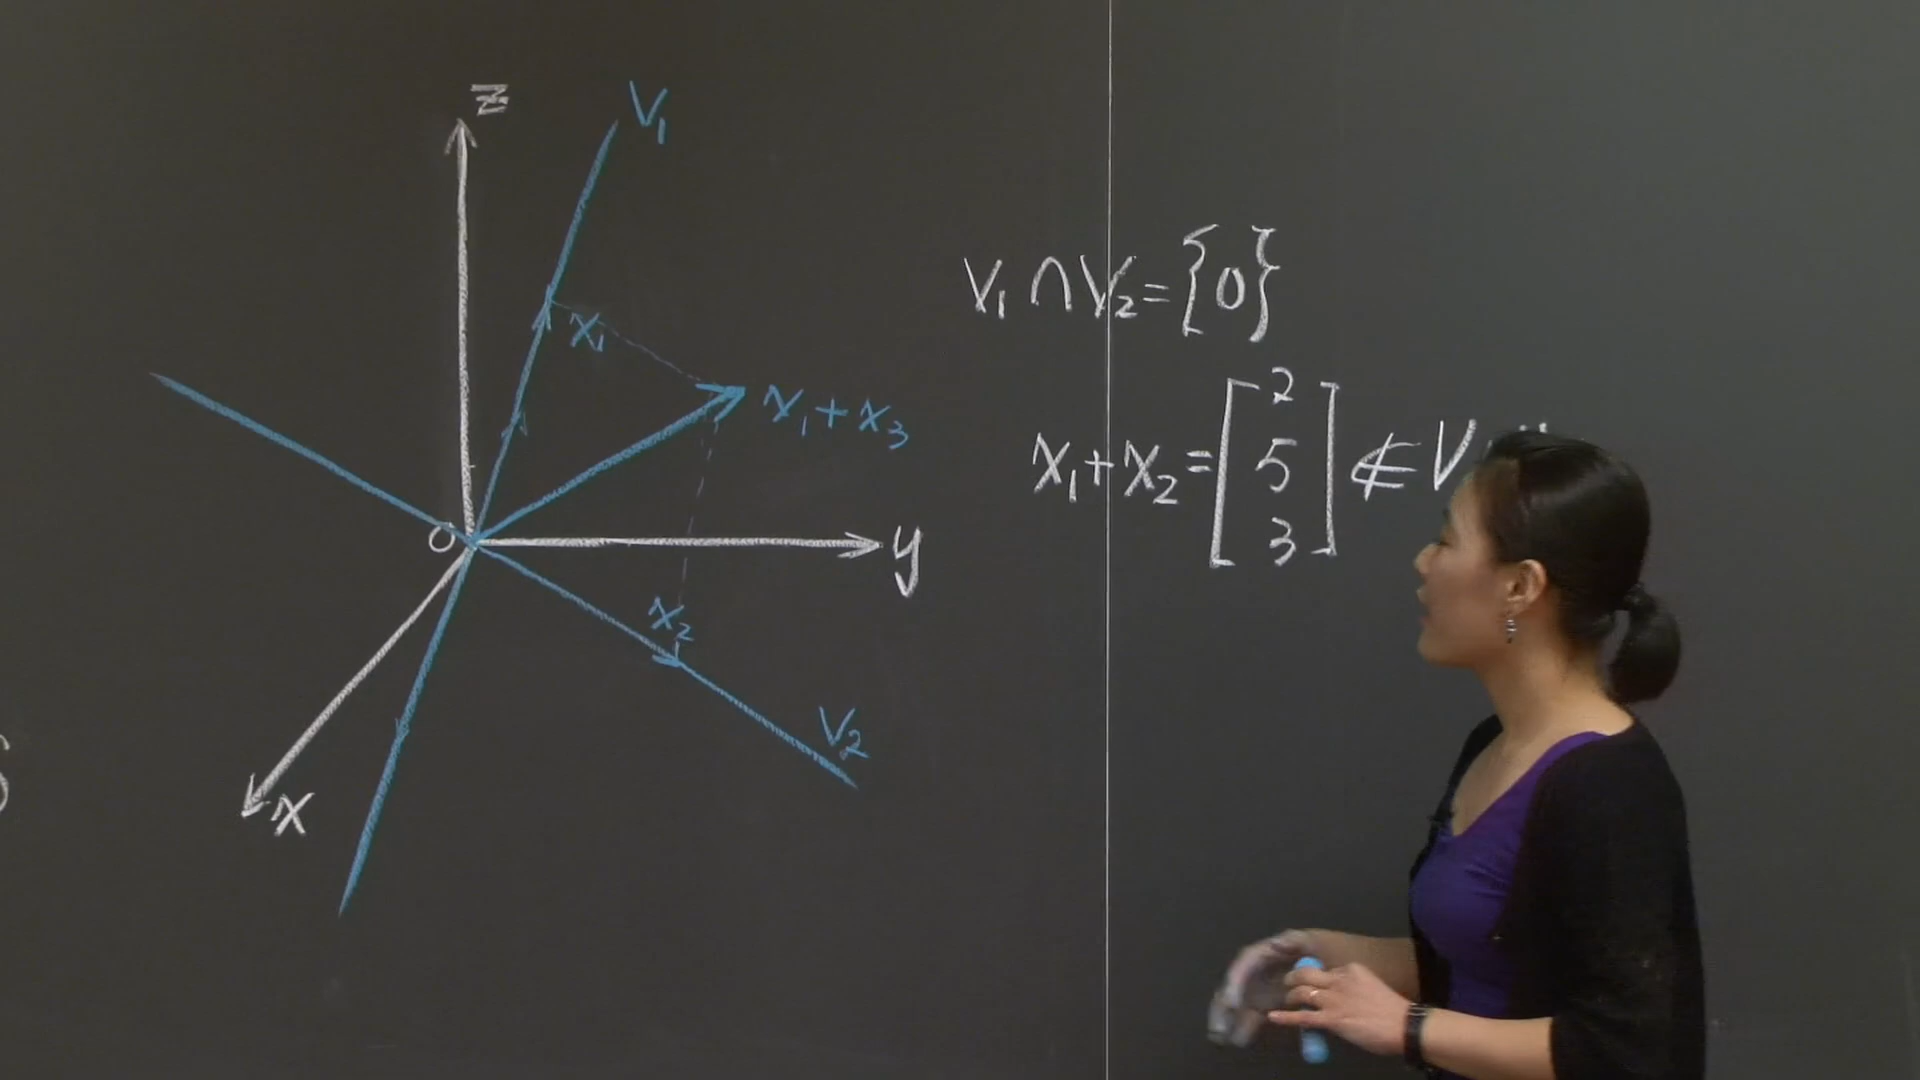 z
V₁
x₁
x₁+x₃
O
y
x₂
V₂
x
V₁ ∩ V₂ = {0}
x₁+x₂ = [2 5 3] ∉ V